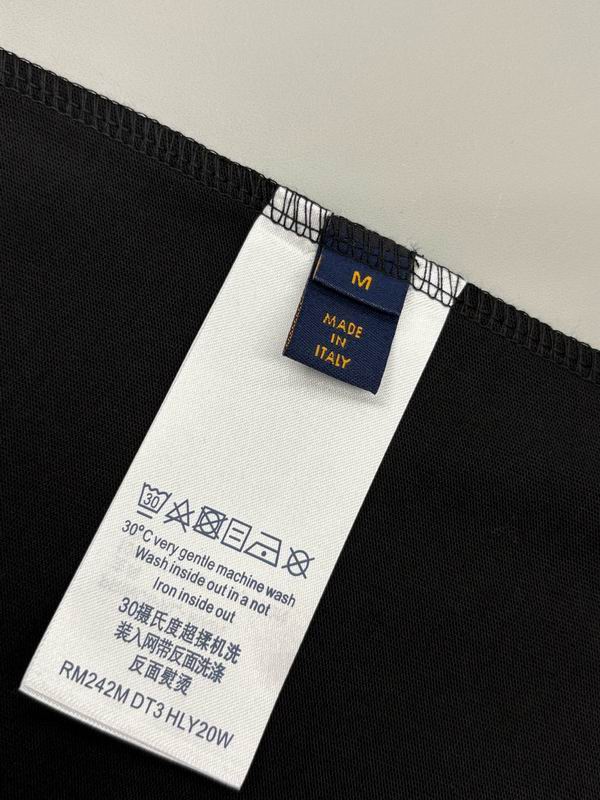 M
MADE
IN
ITALY
30
30°C very gentle machine wash
Wash inside out in a not
Iron inside out
30摄氏度超揉机洗
装入网带反面洗涤
反面熨烫
RM242M DT3 HLY20W